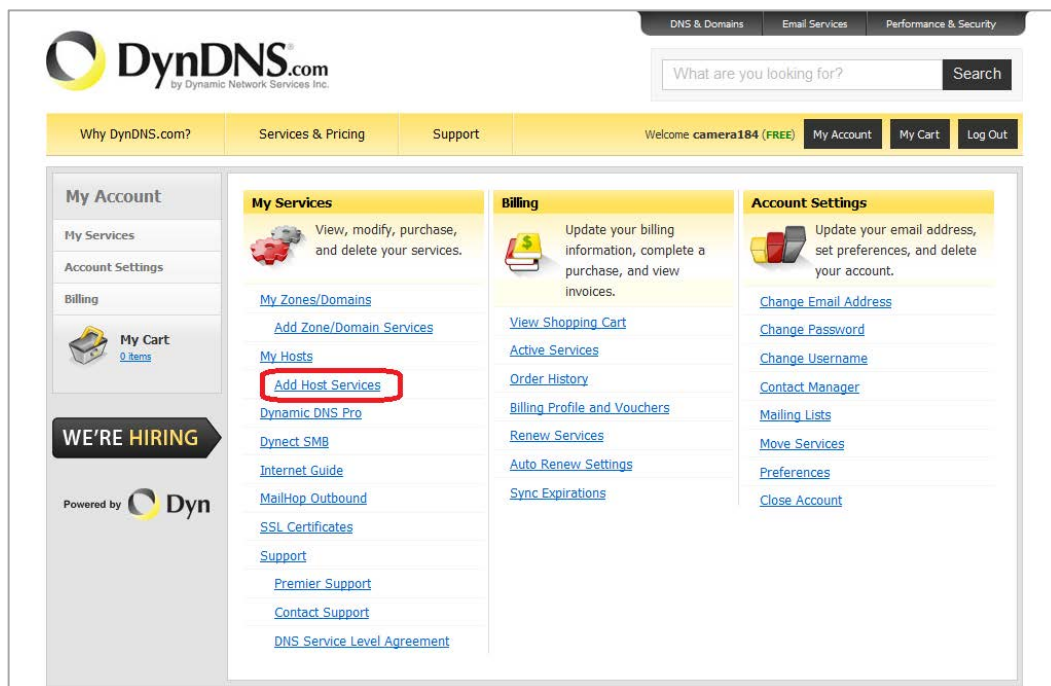 DNS & Domains
Email Services
Performance & Security
DynDNS.com
by Dynamic Network Services Inc.
What are you looking for?
Search
Why DynDNS.com?
Services & Pricing
Support
Welcome camera184 (FREE)
My Account
My Cart
Log Out
My Account
My Services
Account Settings
Billing
My Cart
0 items
WE'RE HIRING
Powered by Dyn
My Services
View, modify, purchase,
and delete your services.
My Zones/Domains
Add Zone/Domain Services
My Hosts
Add Host Services
Dynamic DNS Pro
Dynect SMB
Internet Guide
MailHop Outbound
SSL Certificates
Support
Premier Support
Contact Support
DNS Service Level Agreement
Billing
Update your billing
information, complete a
purchase, and view
invoices.
View Shopping Cart
Active Services
Order History
Billing Profile and Vouchers
Renew Services
Auto Renew Settings
Sync Expirations
Account Settings
Update your email address,
set preferences, and delete
your account.
Change Email Address
Change Password
Change Username
Contact Manager
Mailing Lists
Move Services
Preferences
Close Account